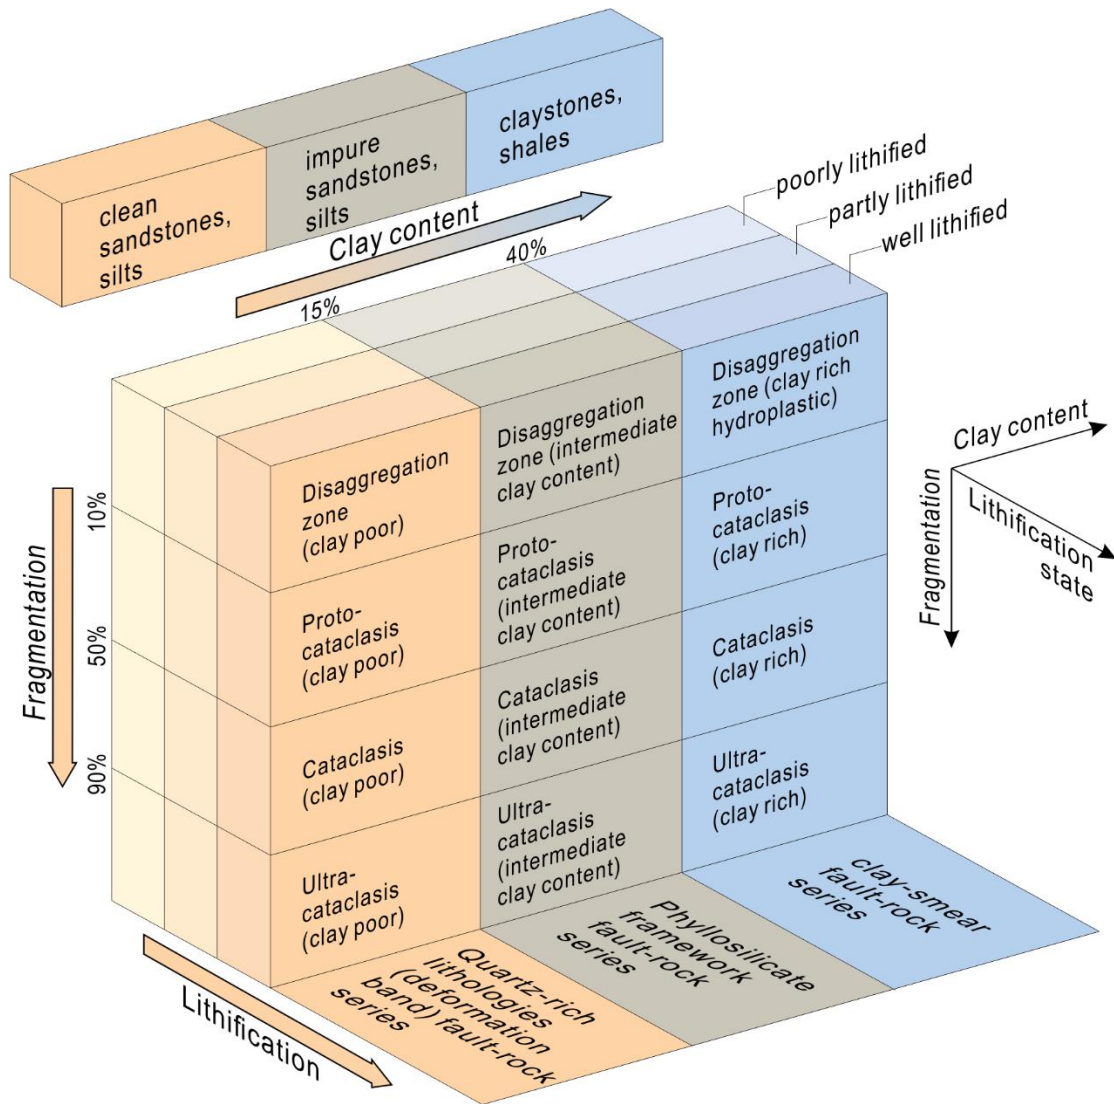 clean
sandstones,
silts
impure
sandstones,
silts
claystones,
shales
Clay content
15%
40%
poorly lithified
partly lithified
well lithified
Fragmentation
10%
50%
90%
Lithification
Disaggregation
zone
(clay poor)
Proto-
cataclasis
(clay poor)
Cataclasis
(clay poor)
Ultra-
cataclasis
(clay poor)
Disaggregation
zone (intermediate
clay content)
Proto-
cataclasis
(intermediate
clay content)
Cataclasis
(intermediate
clay content)
Ultra-
cataclasis
(intermediate
clay content)
Disaggregation
zone (clay rich
hydroplastic)
Proto-
cataclasis
(clay rich)
Cataclasis
(clay rich)
Ultra-
cataclasis
(clay rich)
Quartz-rich
lithologies
(deformation
band) fault-rock
series
Phyllosilicate
framework
fault-rock
series
clay-smear
fault-rock
series
Clay content
Fragmentation
Lithification
state